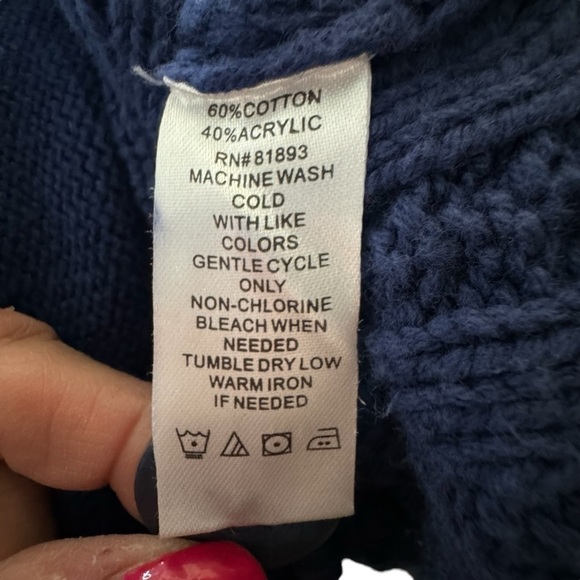 60%COTTON
40%ACRYLIC
RN#81893
MACHINE WASH
COLD
WITH LIKE
COLORS
GENTLE CYCLE
ONLY
NON-CHLORINE
BLEACH WHEN
NEEDED
TUMBLE DRY LOW
WARM IRON
IF NEEDED